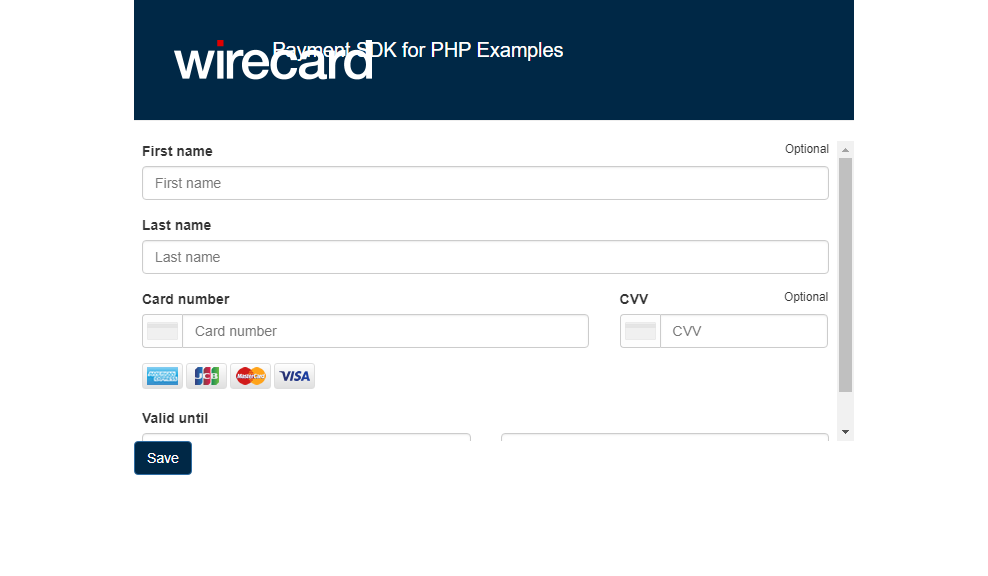 wirecard
Payment SDK for PHP Examples
First name Optional
First name
Last name
Last name
Card number CVV Optional
Card number CVV
AMERICAN EXPRESS JCB MasterCard VISA
Valid until
Save